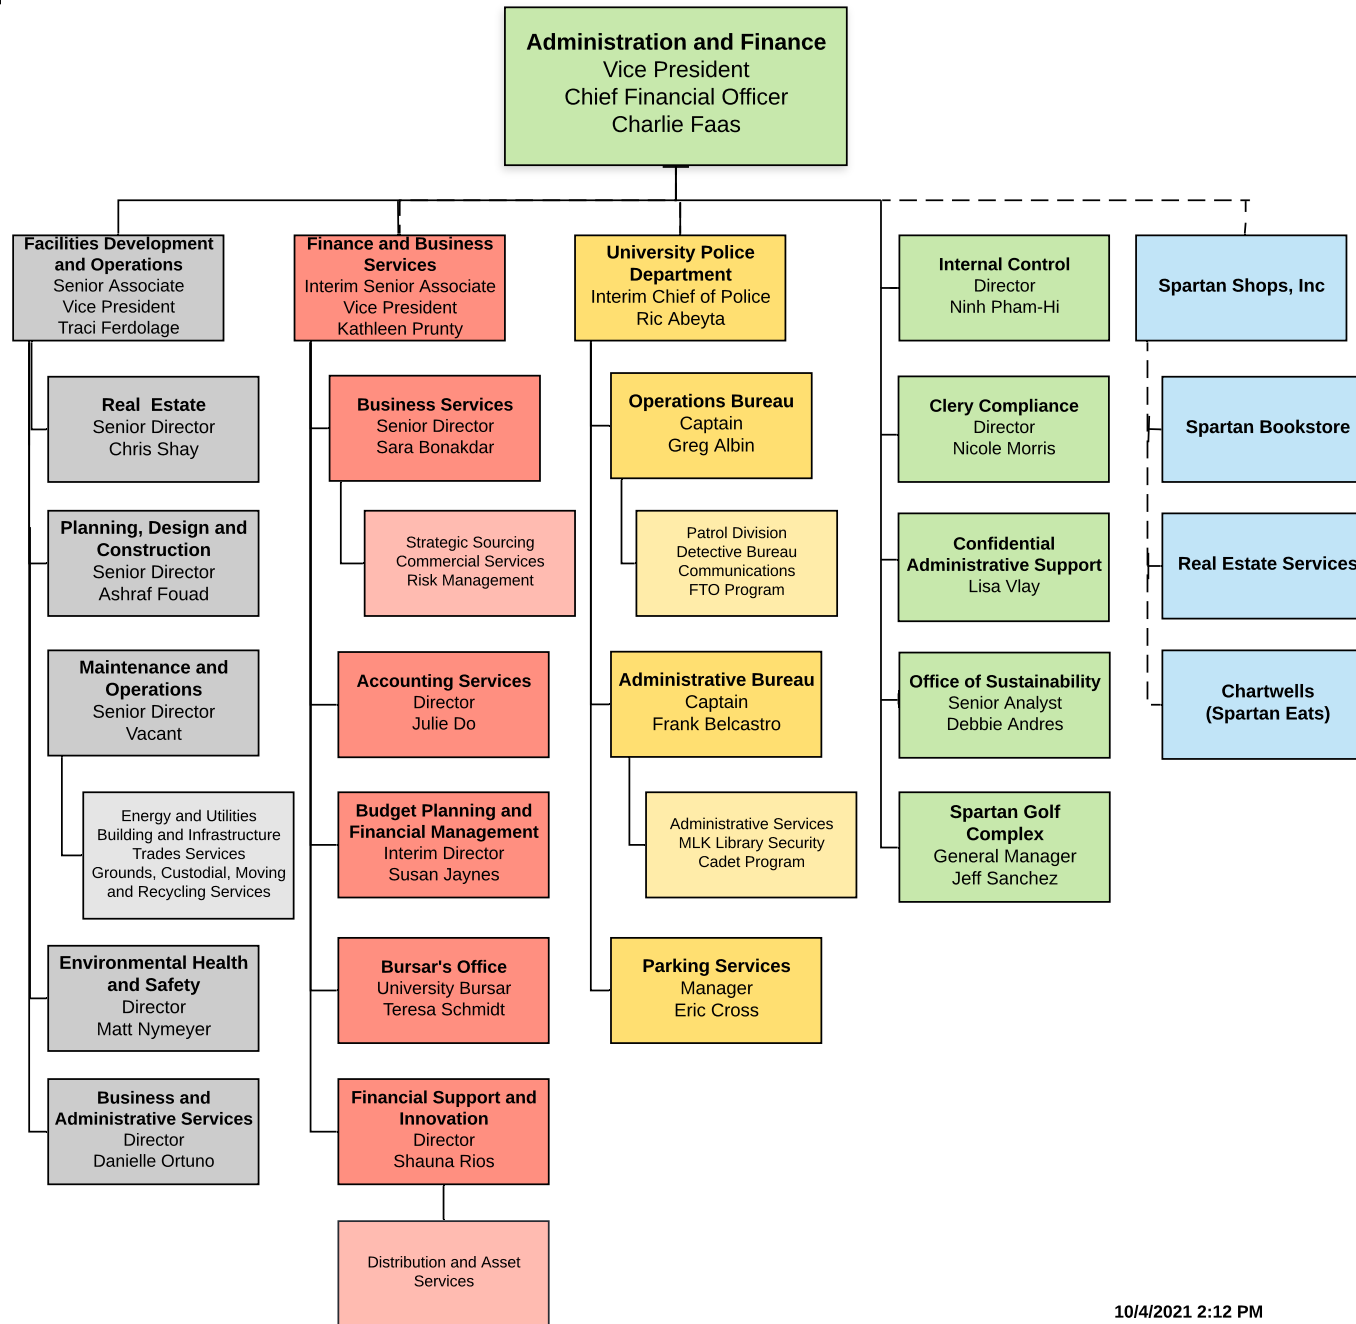 Administration and Finance
Vice President
Chief Financial Officer
Charlie Faas
Facilities Development
and Operations
Senior Associate
Vice President
Traci Ferdolage
Real  Estate
Senior Director
Chris Shay
Planning, Design and
Construction
Senior Director
Ashraf Fouad
Maintenance and
Operations
Senior Director
Vacant
Energy and Utilities
Building and Infrastructure
Trades Services
Grounds, Custodial, Moving
and Recycling Services
Environmental Health
and Safety
Director
Matt Nymeyer
Business and
Administrative Services
Director
Danielle Ortuno
Finance and Business
Services
Interim Senior Associate
Vice President
Kathleen Prunty
Business Services
Senior Director
Sara Bonakdar
Strategic Sourcing
Commercial Services
Risk Management
Accounting Services
Director
Julie Do
Budget Planning and
Financial Management
Interim Director
Susan Jaynes
Bursar's Office
University Bursar
Teresa Schmidt
Financial Support and
Innovation
Director
Shauna Rios
Distribution and Asset
Services
University Police
Department
Interim Chief of Police
Ric Abeyta
Operations Bureau
Captain
Greg Albin
Patrol Division
Detective Bureau
Communications
FTO Program
Administrative Bureau
Captain
Frank Belcastro
Administrative Services
MLK Library Security
Cadet Program
Parking Services
Manager
Eric Cross
Internal Control
Director
Ninh Pham-Hi
Clery Compliance
Director
Nicole Morris
Confidential
Administrative Support
Lisa Vlay
Office of Sustainability
Senior Analyst
Debbie Andres
Spartan Golf
Complex
General Manager
Jeff Sanchez
Spartan Shops, Inc
Spartan Bookstore
Real Estate Services
Chartwells
(Spartan Eats)
10/4/2021 2:12 PM